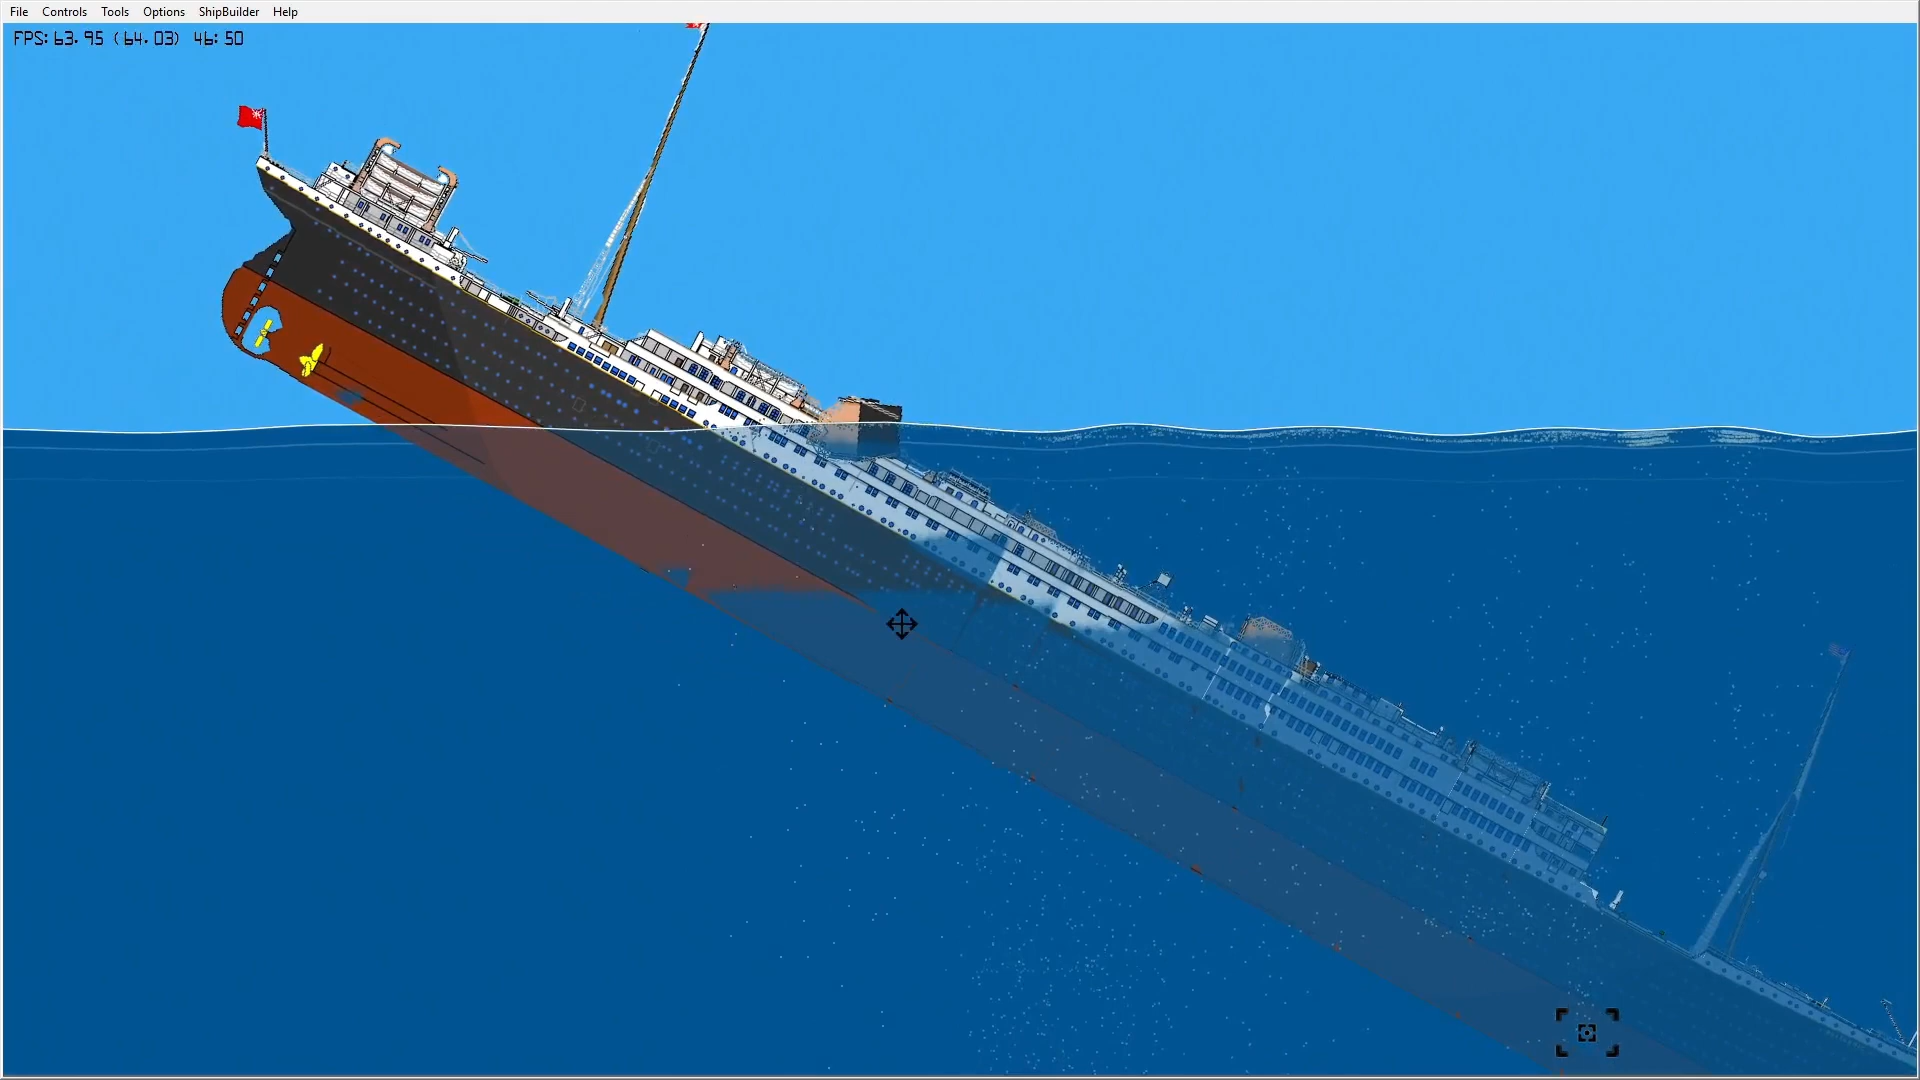 File Controls Tools Options ShipBuilder Help
FPS: 63.95 (64.03) 46:50